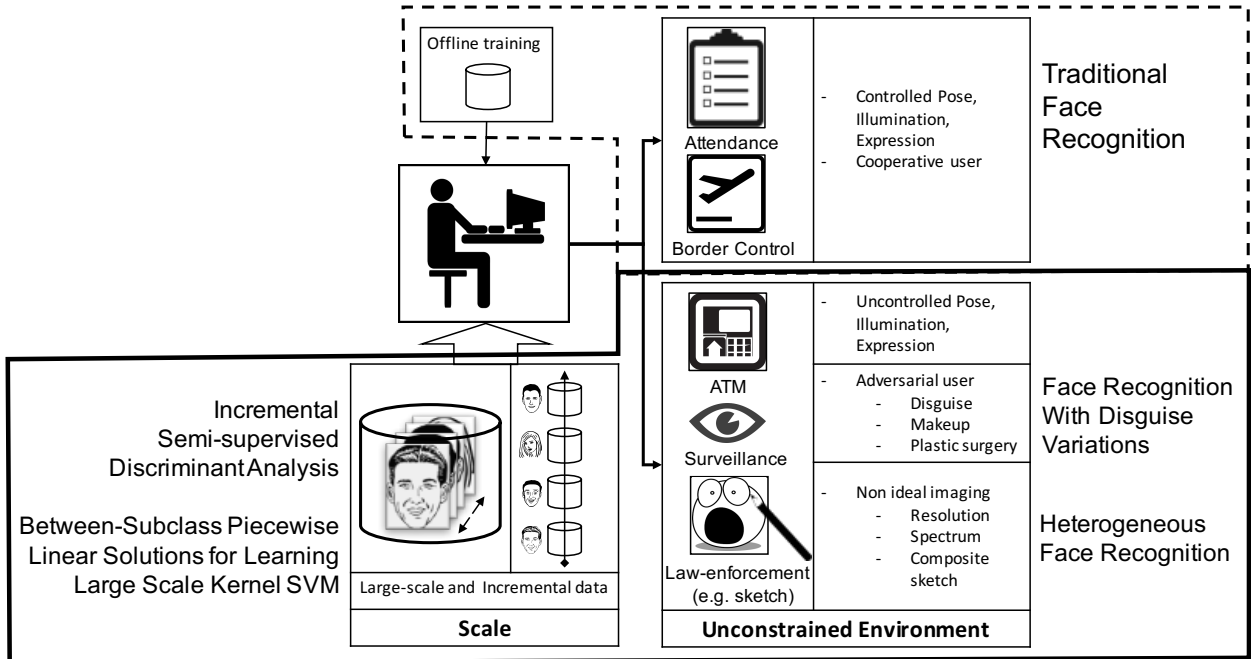 Offline training
Attendance
Border Control
- Controlled Pose,
Illumination,
Expression
- Cooperative user
Traditional
Face
Recognition
Incremental
Semi-supervised
Discriminant Analysis
Between-Subclass Piecewise
Linear Solutions for Learning
Large Scale Kernel SVM
Large-scale and Incremental data
Scale
ATM
Surveillance
Law-enforcement
(e.g. sketch)
- Uncontrolled Pose,
Illumination,
Expression
- Adversarial user
- Disguise
- Makeup
- Plastic surgery
- Non ideal imaging
- Resolution
- Spectrum
- Composite
sketch
Unconstrained Environment
Face Recognition
With Disguise
Variations
Heterogeneous
Face Recognition